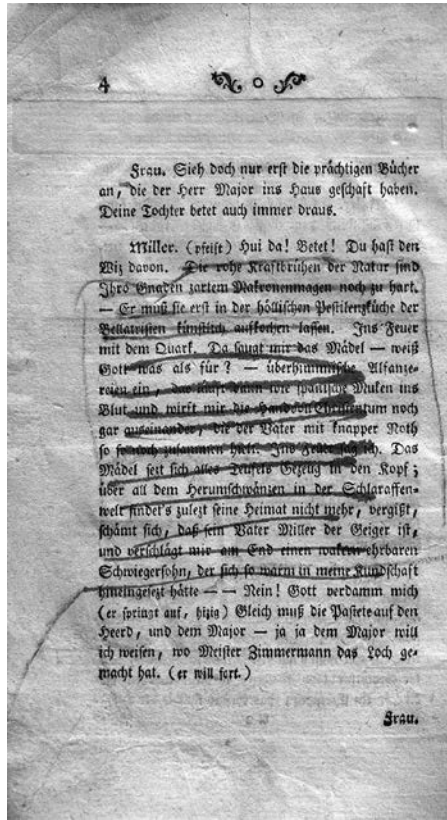 4
Frau. Sieh doch nur erst die prächtigen Bücher
an, die der Herr Major ins Haus geschaft haben.
Deine Tochter betet auch immer draus.
Miller. (pfeift) Hui da! Betet! Du hast den
Wiz davon. Die rohe Kraftbrühen der Natur sind
Ihro Gnaden zartem Makronenmagen noch zu hart.
— Er muß sie erst in der höllischen Pestilenzküche der
Bellatristen künstlich aufkochen lassen. Ins Feuer
mit dem Quark. Da saugt mir das Mädel — weiß
Gott was als für? — überhimmlische Alfanze-
reien ein, das läuft dann wie spanische Muken ins
Blut und wirft mir die Handvoll Christentum noch
gar auseinander, die der Vater mit knapper Noth
so so noch zusammen hielt. Ins Feuer sag ich. Das
Mädel sezt sich alles Teufels Gezeug in den Kopf;
über all dem Herumschwänzen in der Schlaraffen-
welt findet's zulezt seine Heimat nicht mehr, vergißt,
schämt sich, daß sein Vater Miller der Geiger ist,
und verschlägt mir am End einen wakern ehrbaren
Schwiegersohn, der sich so warm in meine Kundschaft
hineingesezt hätte — — Nein! Gott verdamm mich
(er springt auf, hizig) Gleich muß die Pastete auf den
Heerd, und dem Major — ja ja dem Major will
ich weisen, wo Meister Zimmermann das Loch ge-
macht hat. (er will fort.)
Frau.